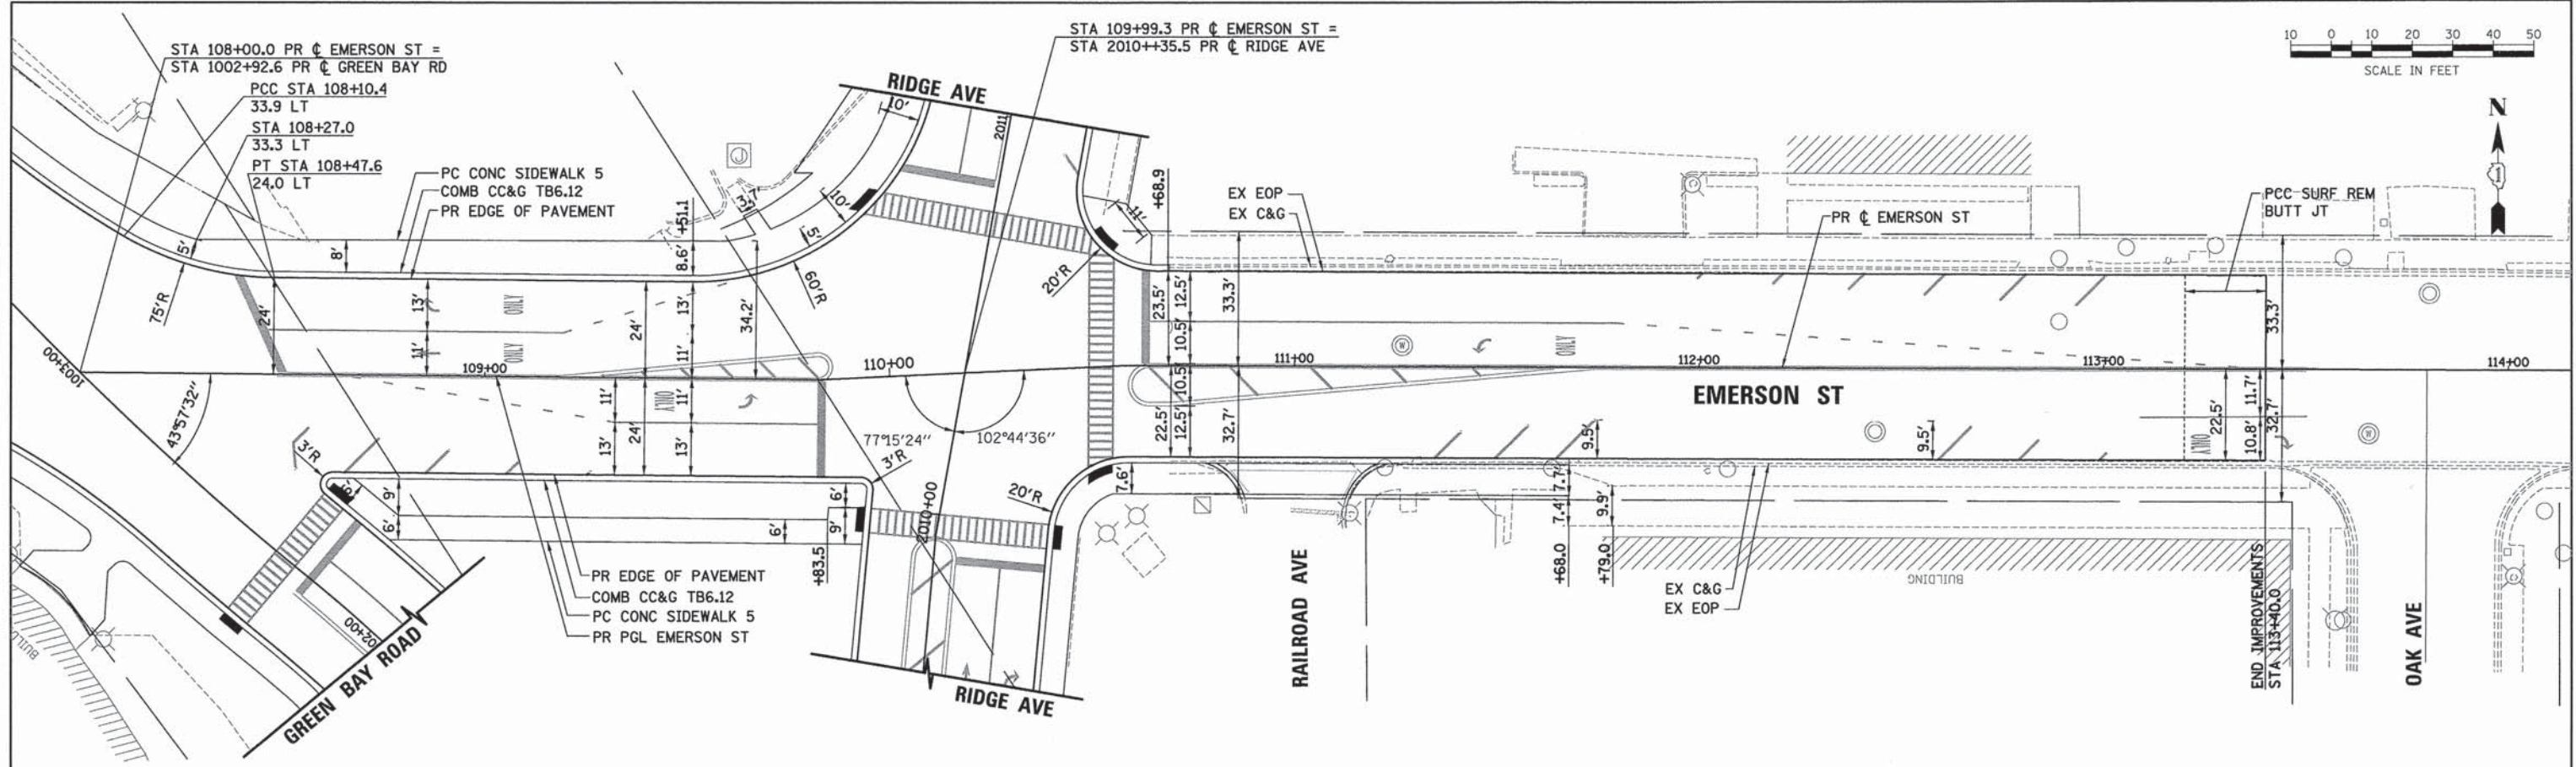 STA 108+00.0 PR ℄ EMERSON ST =
STA 1002+92.6 PR ℄ GREEN BAY RD
PCC STA 108+10.4
33.9 LT
STA 108+27.0
33.3 LT
PT STA 108+47.6
24.0 LT
PC CONC SIDEWALK 5
COMB CC&G TB6.12
PR EDGE OF PAVEMENT
RIDGE AVE
2011
STA 109+99.3 PR ℄ EMERSON ST =
STA 2010++35.5 PR ℄ RIDGE AVE
10 0 10 20 30 40 50
SCALE IN FEET
N
1
J
10'
10'
5'
11'
5'
8'
8.6'
+51.1
+68.9
EX EOP
EX C&G
PR ℄ EMERSON ST
PCC SURF REM
BUTT JT
75'R
60'R
20'R
24'
13'
11'
ONLY
ONLY
24'
13'
11'
34.2'
23.5'
12.5'
10.5'
33.3'
W
ONLY
33.3'
1003+00
109+00
110+00
111+00
112+00
113+00
114+00
43°57'32"
11'
13'
24'
11'
13'
ONLY
77°15'24"
102°44'36"
22.5'
10.5'
12.5'
32.7'
EMERSON ST
9.5'
9.5'
ONLY
22.5'
11.7'
10.8'
32.7'
W
3'R
3'R
20'R
9'
6'
6'
6'
9'
+83.5
2010+00
7.6'
7.7'
7.4'
9.9'
+68.0
+79.0
PR EDGE OF PAVEMENT
COMB CC&G TB6.12
PC CONC SIDEWALK 5
PR PGL EMERSON ST
EX C&G
EX EOP
BUILDING
RAILROAD AVE
END IMPROVEMENTS
STA 113+40.0
OAK AVE
02+00
GREEN BAY ROAD
RIDGE AVE